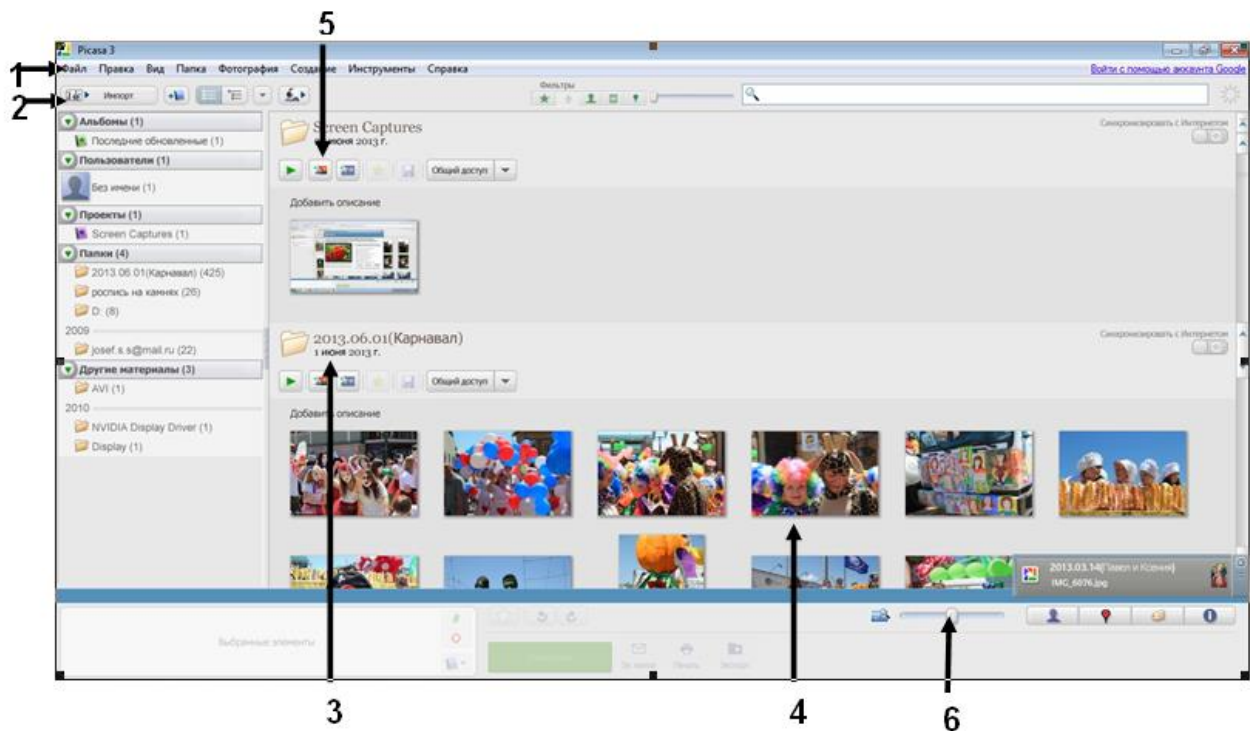 5
Picasa 3
1
Файл Правка Вид Папка Фотография Создание Инструменты Справка
Войти с помощью аккаунта Google
2
Импорт
Фильтры
Альбомы (1)
Последние обновленные (1)
Пользователи (1)
Без имени (1)
Проекты (1)
Screen Captures (1)
Папки (4)
2013.06.01(Карнавал) (425)
роспись на камнях (26)
D: (8)
2009
josef.s.s@mail.ru (22)
Другие материалы (3)
AVI (1)
2010
NVIDIA Display Driver (1)
Display (1)
Screen Captures
июня 2013 г.
Синхронизировать с Интернетом
Общий доступ
Добавить описание
2013.06.01(Карнавал)
1 июня 2013 г.
Синхронизировать с Интернетом
Общий доступ
Добавить описание
2013.03.14(Павел и Ксения)
IMG_6076.jpg
Выбранные элементы
Печать
Экспорт
3
4
6